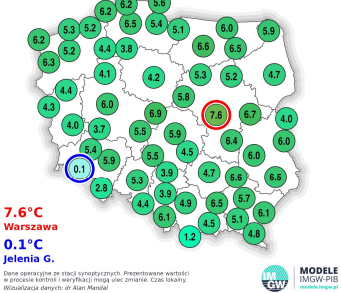 6.2 6.2 5.6
5.3 5.2 6.5 5.4 5.1 6.0 5.9
6.2 5.2 4.4 3.8 6.6 6.5
6.3 4.1 4.2 5.3 5.2 4.7
4.4 5.8
4.3 6.0 6.9 7.6 6.7 4.0
4.0 3.7 5.5 5.9 6.4 6.0
5.4 5.9 5.5 4.5 6.0
0.1 5.3 3.9 4.7 5.6 6.6
2.8 3.9
4.4 4.9 6.5 5.7 6.1
6.1 4.5 5.1
1.2 4.8
7.6°C
Warszawa
0.1°C
Jelenia G.
Dane operacyjne ze stacji synoptycznych. Prezentowane wartości
w procesie kontroli i weryfikacji mogą ulec zmianie. Czas lokalny.
Wizualizacja danych: dr Alan Mandal
IM
GW
MODELE
IMGW-PIB
modele.imgw.pl